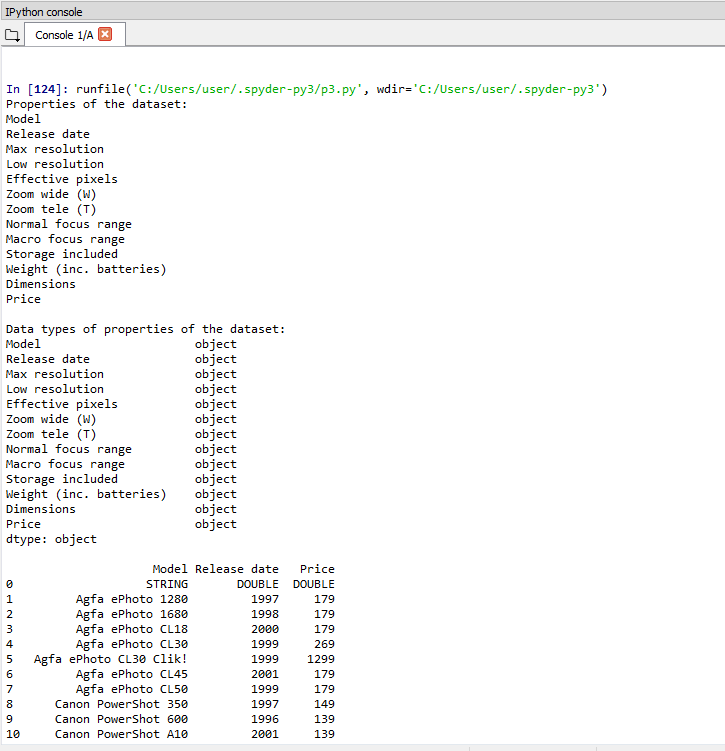 IPython console
Console 1/A
In [124]: runfile('C:/Users/user/.spyder-py3/p3.py', wdir='C:/Users/user/.spyder-py3')
Properties of the dataset:
Model
Release date
Max resolution
Low resolution
Effective pixels
Zoom wide (W)
Zoom tele (T)
Normal focus range
Macro focus range
Storage included
Weight (inc. batteries)
Dimensions
Price
Data types of properties of the dataset:
Model object
Release date object
Max resolution object
Low resolution object
Effective pixels object
Zoom wide (W) object
Zoom tele (T) object
Normal focus range object
Macro focus range object
Storage included object
Weight (inc. batteries) object
Dimensions object
Price object
dtype: object
Model Release date Price
0 STRING DOUBLE DOUBLE
1 Agfa ePhoto 1280 1997 179
2 Agfa ePhoto 1680 1998 179
3 Agfa ePhoto CL18 2000 179
4 Agfa ePhoto CL30 1999 269
5 Agfa ePhoto CL30 Clik! 1999 1299
6 Agfa ePhoto CL45 2001 179
7 Agfa ePhoto CL50 1999 179
8 Canon PowerShot 350 1997 149
9 Canon PowerShot 600 1996 139
10 Canon PowerShot A10 2001 139